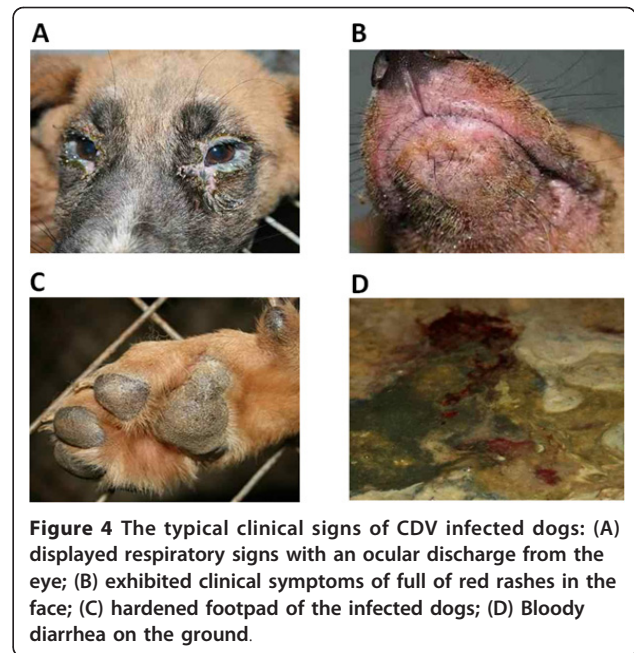 A
B
C
D
Figure 4 The typical clinical signs of CDV infected dogs: (A)
displayed respiratory signs with an ocular discharge from the
eye; (B) exhibited clinical symptoms of full of red rashes in the
face; (C) hardened footpad of the infected dogs; (D) Bloody
diarrhea on the ground.